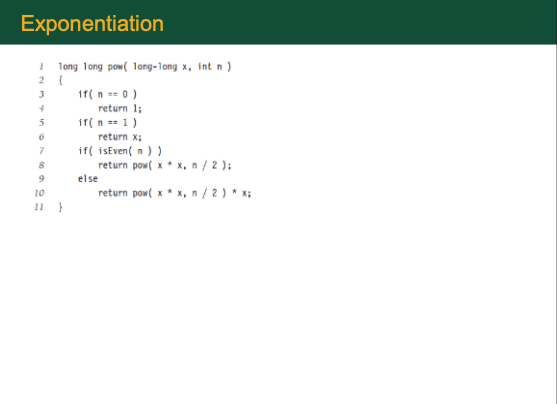 Exponentiation
1 long long pow( long-long x, int n )
2 {
3 if( n == 0 )
4 return 1;
5 if( n == 1 )
6 return x;
7 if( isEven( n ) )
8 return pow( x * x, n / 2 );
9 else
10 return pow( x * x, n / 2 ) * x;
11 }